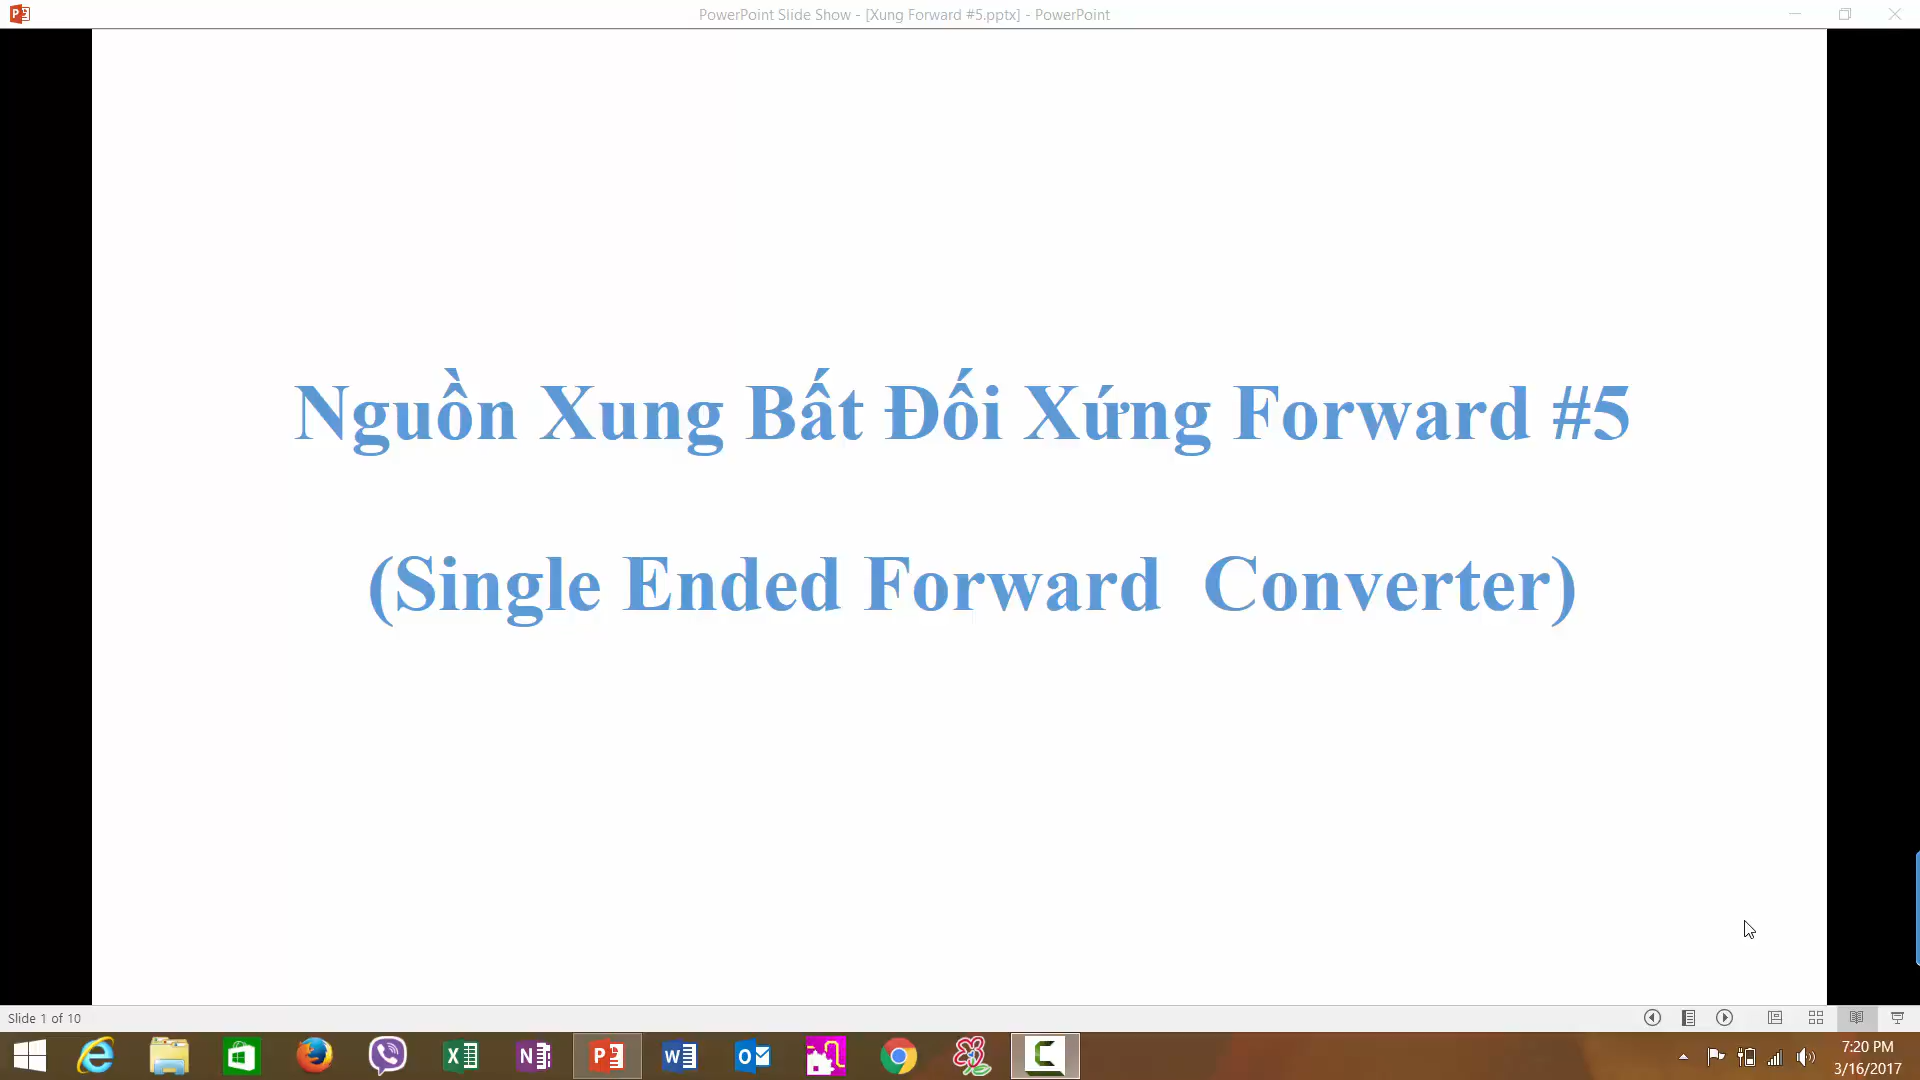 PowerPoint Slide Show - [Xung Forward #5.pptx] - PowerPoint
Nguồn Xung Bất Đối Xứng Forward #5
(Single Ended Forward Converter)
Slide 1 of 10
7:20 PM
3/16/2017